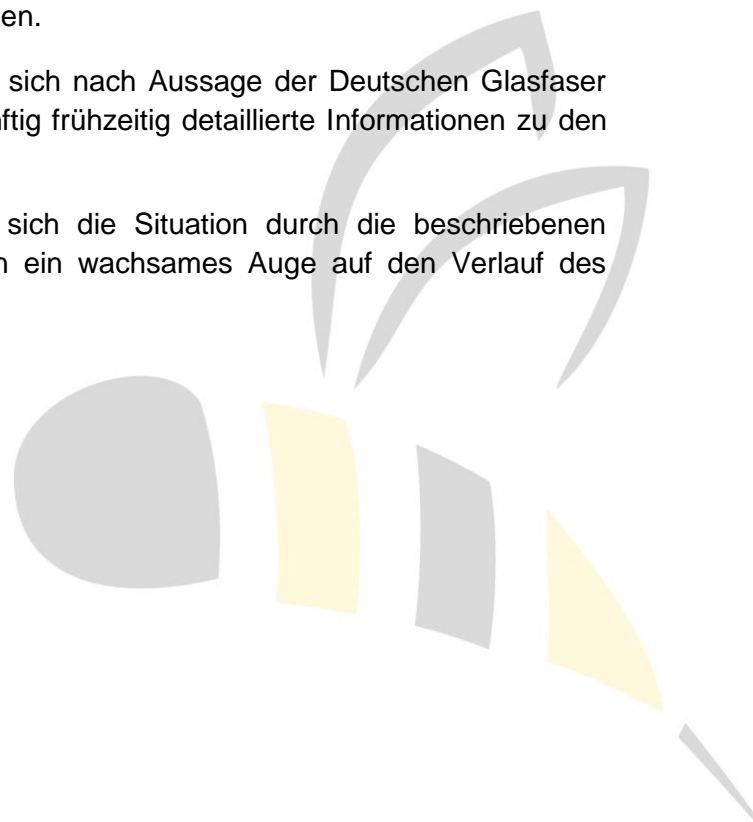 en.
sich nach Aussage der Deutschen Glasfaser
ftig frühzeitig detaillierte Informationen zu den
sich die Situation durch die beschriebenen
n ein wachsames Auge auf den Verlauf des